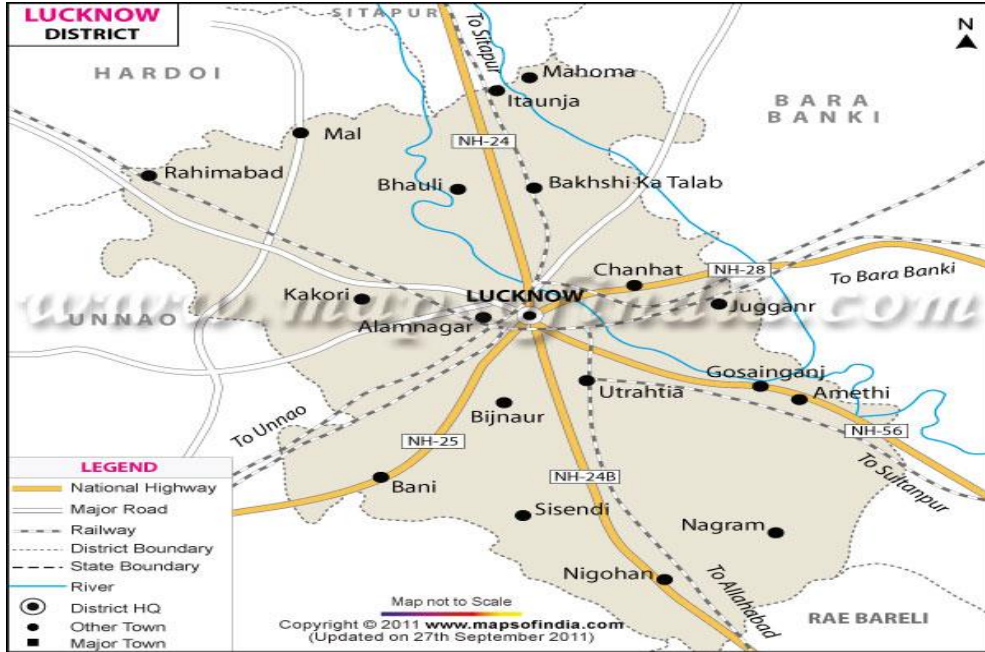 LUCKNOW
DISTRICT
SITAPUR
N
HARDOI
To Sitapur
Mahoma
Itaunja
BARA
BANKI
Mal
NH-24
Rahimabad
Bhauli
Bakhshi Ka Talab
Chanhat
NH-28
To Bara Banki
Kakori
LUCKNOW
Jugganr
www.mapsofindia.com
UNNAO
Alamnagar
Gosainganj
Utrahtia
Amethi
Bijnaur
To Unnao
NH-25
NH-56
To Sultanpur
LEGEND
National Highway
Major Road
Railway
District Boundary
State Boundary
River
District HQ
Other Town
Major Town
Bani
NH-24B
Sisendi
Nagram
Nigohan
To Allahabad
RAE BARELI
Map not to Scale
Copyright © 2011 www.mapsofindia.com
(Updated on 27th September 2011)